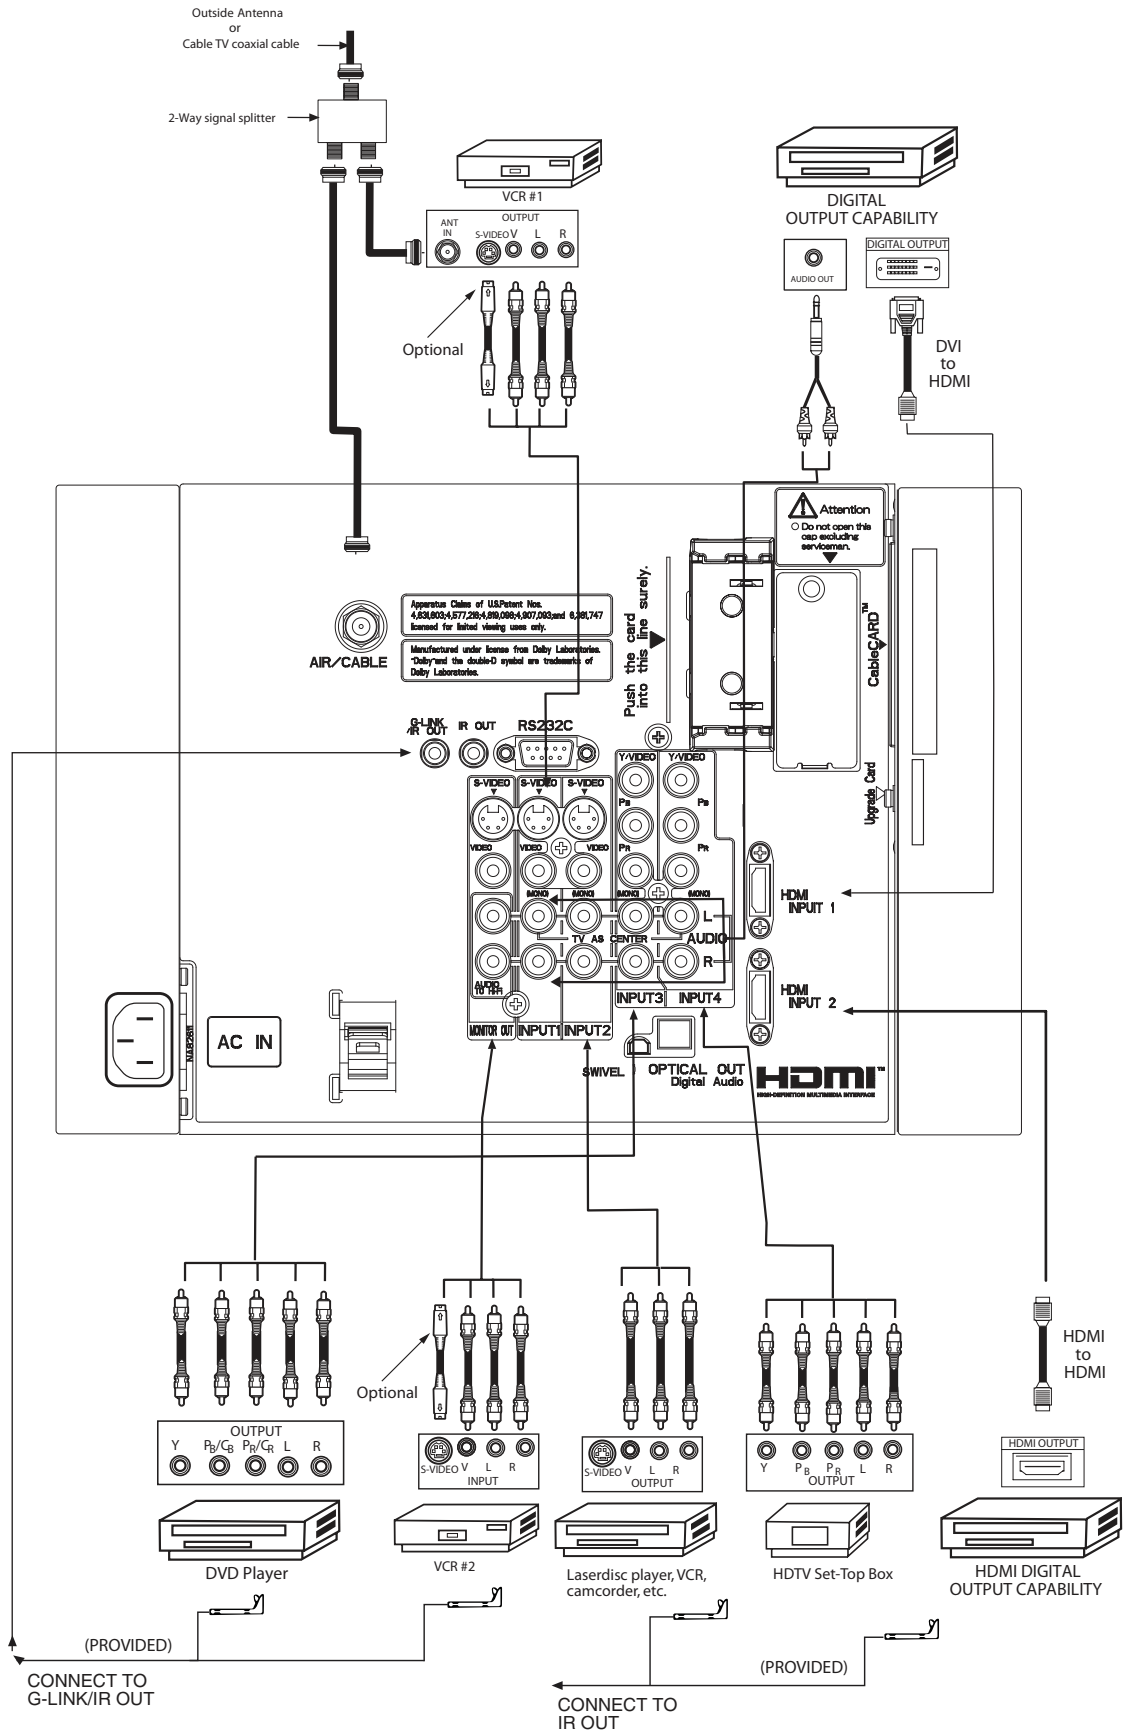 Outside Antenna
or
Cable TV coaxial cable
2-Way signal splitter
VCR #1
ANT
IN
OUTPUT
S-VIDEO V L R
Optional
DIGITAL
OUTPUT CAPABILITY
AUDIO OUT
DIGITAL OUTPUT
DVI
to
HDMI
Attention
Do not open this
cap excluding
serviceman.
Apparatus Claims of U.S.Patent Nos.
4,631,603;4,577,216;4,819,098;4,907,093;and 6,381,747
licensed for limited viewing uses only.
Manufactured under license from Dolby Laboratories.
"Dolby"and the double-D symbol are trademarks of
Dolby Laboratories.
AIR/CABLE
Push the card
into this line surely.
CableCARD™
Upgrade Card
G-LINK
/IR OUT
IR OUT
RS232C
S-VIDEO S-VIDEO S-VIDEO
VIDEO VIDEO VIDEO
Y/VIDEO Y/VIDEO
PB PB
PR PR
(MONO) (MONO) (MONO) (MONO)
L
TV AS CENTER
AUDIO
R
AUDIO
TO HI-FI
MONITOR OUT INPUT1 INPUT2
INPUT3 INPUT4
HDMI
INPUIT 1
HDMI
INPUT 2
NA82611
AC IN
SWIVEL
OPTICAL OUT
Digital Audio
HDMI™
HIGH-DEFINITION MULTIMEDIA INTERFACE
OUTPUT
Y PB/CB PR/CR L R
DVD Player
Optional
S-VIDEO V L R
INPUT
VCR #2
S-VIDEO V L R
OUTPUT
Laserdisc player, VCR,
camcorder, etc.
Y PB PR L R
OUTPUT
HDTV Set-Top Box
HDMI
to
HDMI
HDMI OUTPUT
HDMI DIGITAL
OUTPUT CAPABILITY
(PROVIDED)
CONNECT TO
G-LINK/IR OUT
(PROVIDED)
CONNECT TO
IR OUT